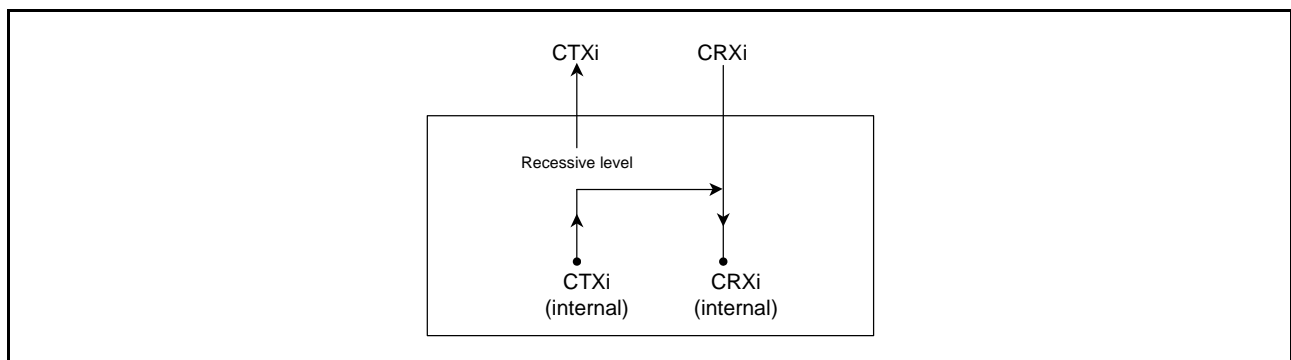 CTXi
CRXi
Recessive level
CTXi
(internal)
CRXi
(internal)